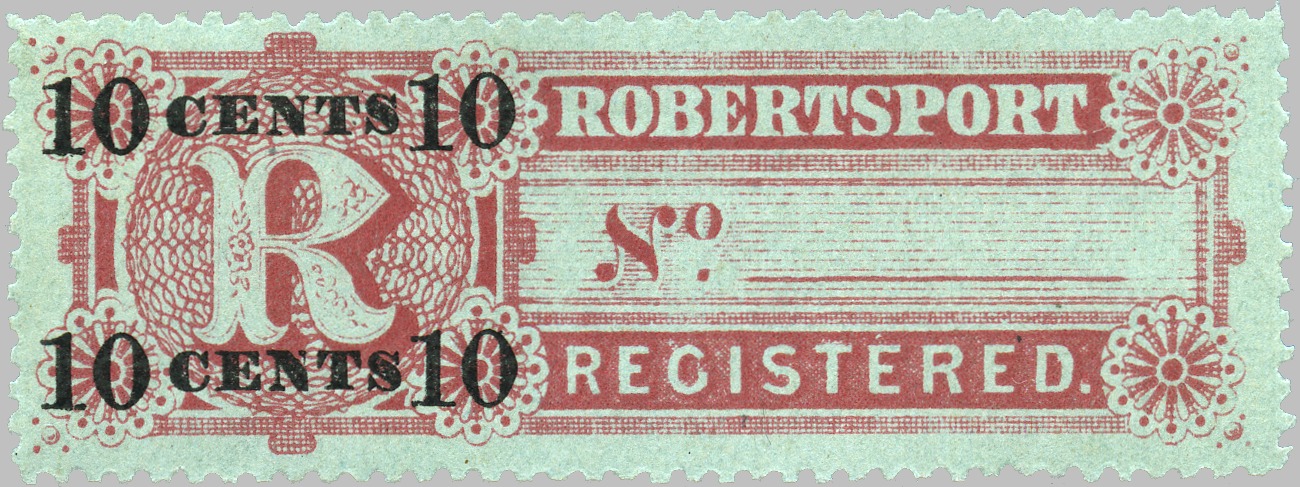 10 CENTS 10
ROBERTSPORT
R
No.
10 CENTS 10
REGISTERED.